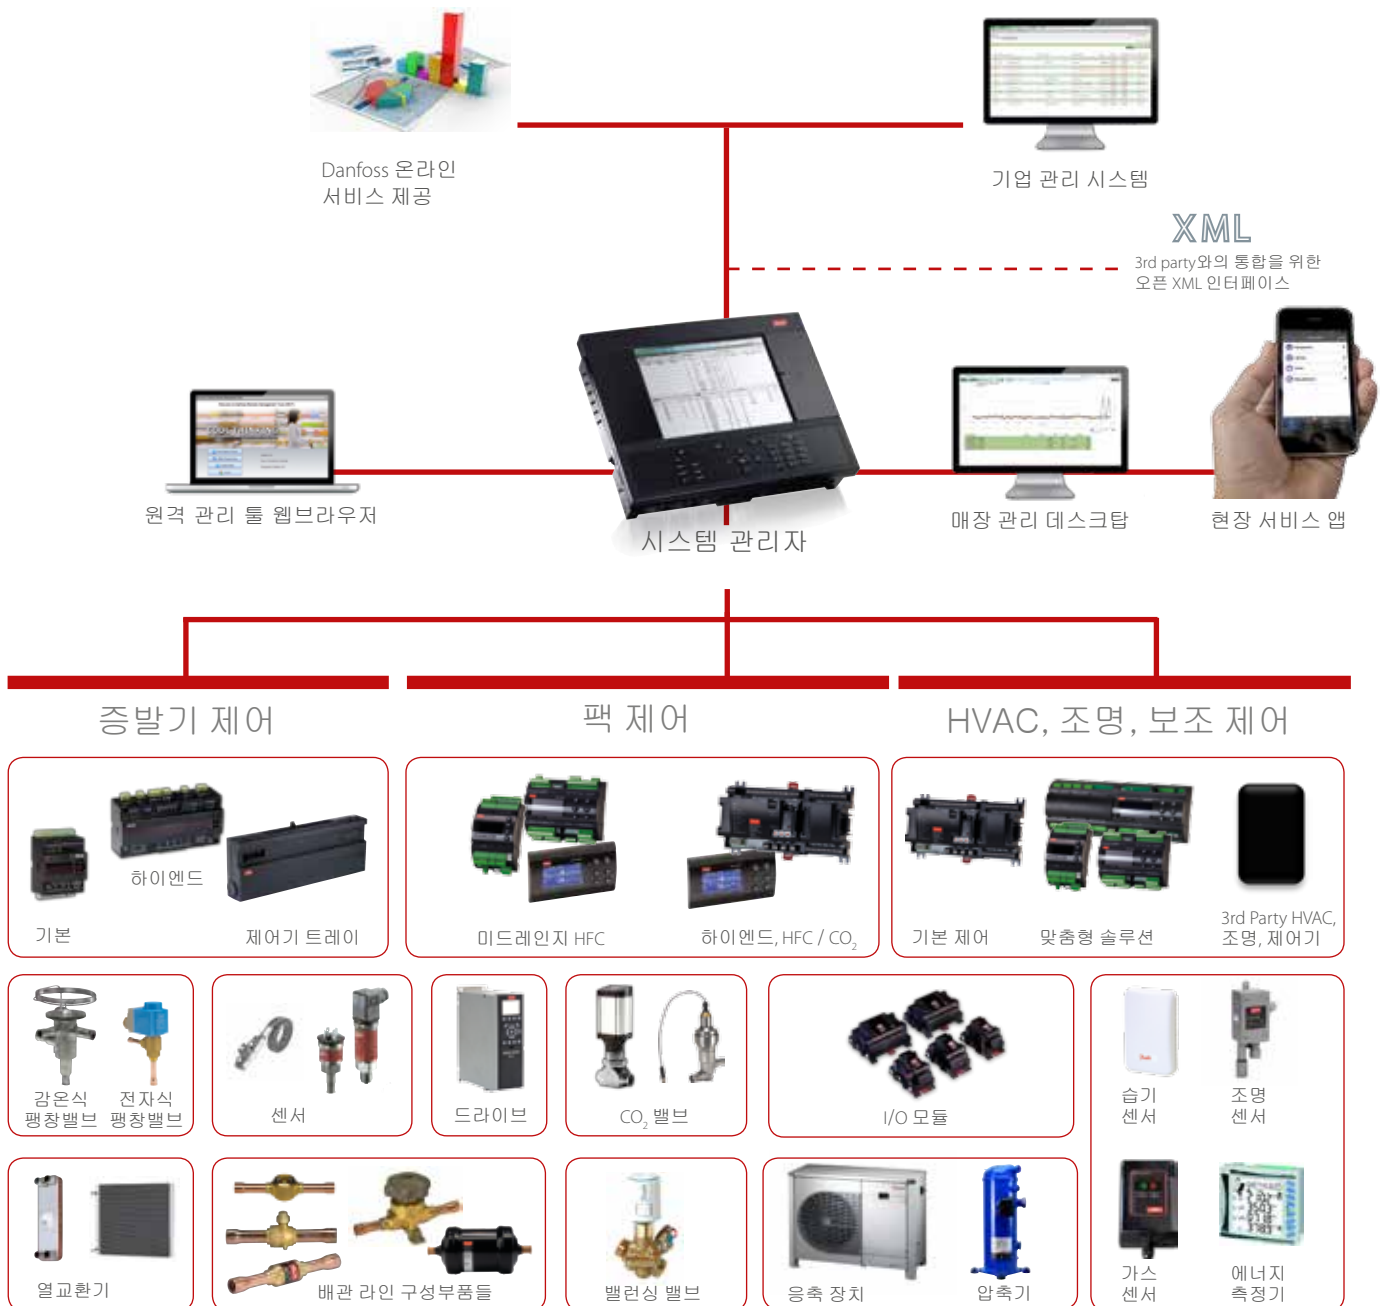 Danfoss 온라인
서비스 제공
기업 관리 시스템
XML
3rd party와의 통합을 위한
오픈 XML 인터페이스
원격 관리 툴 웹브라우저
시스템 관리자
매장 관리 데스크탑
현장 서비스 앱
증발기 제어
팩 제어
HVAC, 조명, 보조 제어
기본
하이엔드
제어기 트레이
미드레인지 HFC
하이엔드, HFC / CO₂
기본 제어
맞춤형 솔루션
3rd Party HVAC,
조명, 제어기
감온식
팽창밸브
전자식
팽창밸브
센서
드라이브
CO₂ 밸브
I/O 모듈
습기
센서
조명
센서
열교환기
배관 라인 구성부품들
밸런싱 밸브
응축 장치
압축기
가스
센서
에너지
측정기